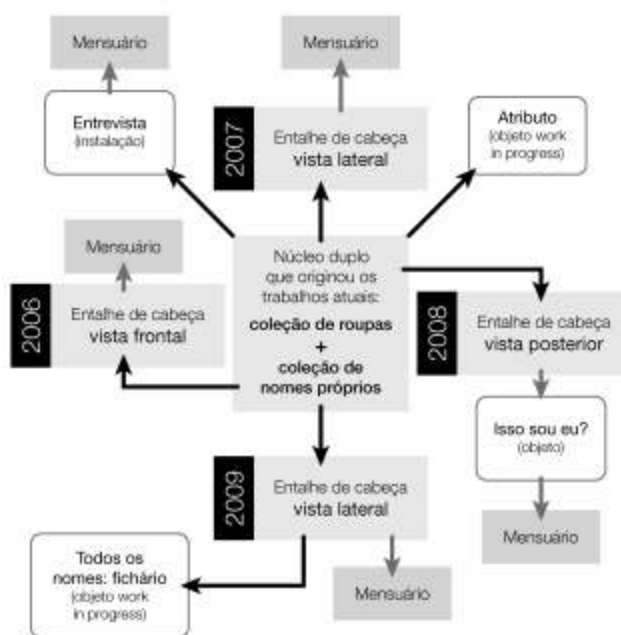 Mensuário
Mensuário
Entrevista
(instalação)
2007
Entalhe de cabeça
vista lateral
Atributo
(objeto work
in progress)
Mensuário
2006
Entalhe de cabeça
vista frontal
Núcleo duplo
que originou os
trabalhos atuais:
coleção de roupas
+
coleção de
nomes próprios
2008
Entalhe de cabeça
vista posterior
Isso sou eu?
(objeto)
Mensuário
2009
Entalhe de cabeça
vista lateral
Todos os
nomes: fichário
(objeto work
in progress)
Mensuário